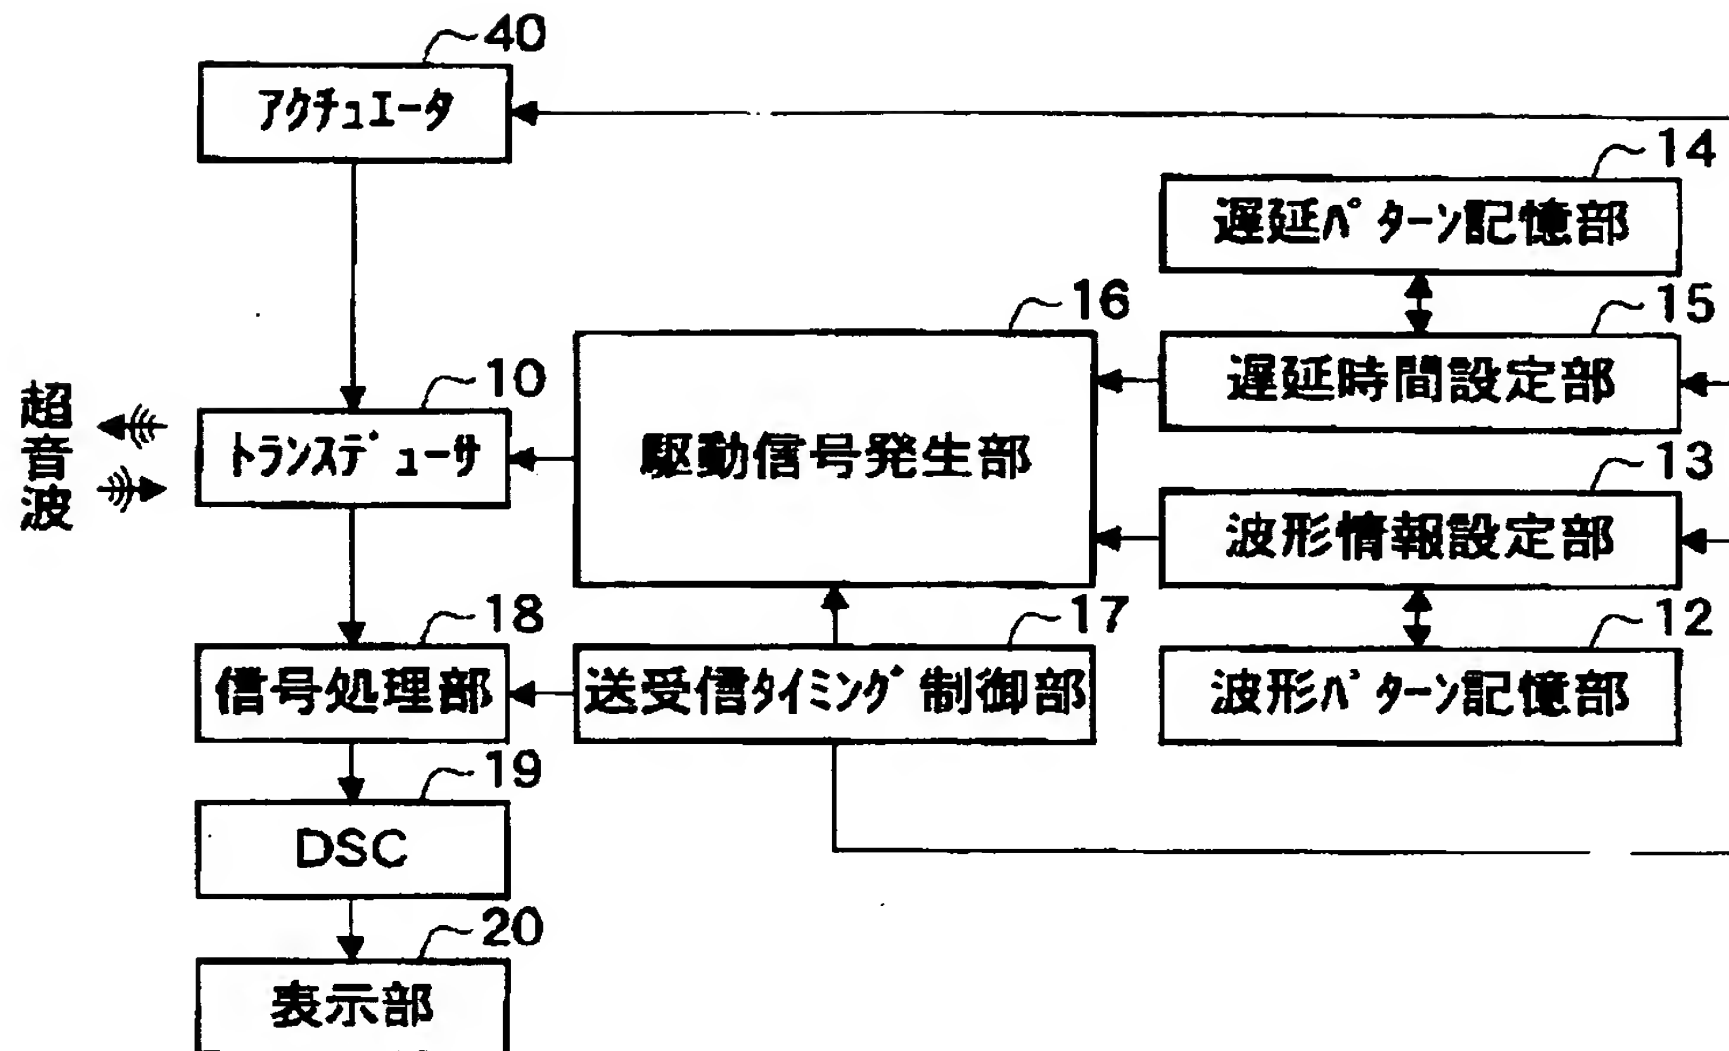 40
アクチュエータ
14
遅延パターン記憶部
16
15
遅延時間設定部
10
超音波
トランスデューサ
駆動信号発生部
13
波形情報設定部
18
17
12
信号処理部
送受信タイミング制御部
波形パターン記憶部
19
DSC
20
表示部